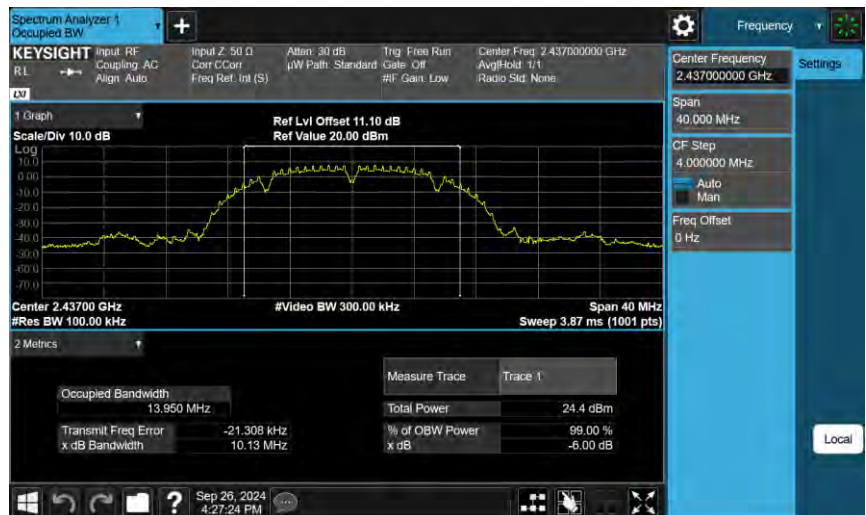 Spectrum Analyzer 1
Occupied BW
Frequency
KEYSIGHT
RL
LXI
Input: RF
Coupling: AC
Align: Auto
Input Z: 50 Ω
Corr CCorr
Freq Ref: Int (S)
Atten: 30 dB
µW Path: Standard
Trig: Free Run
Gate: Off
#IF Gain: Low
Center Freq: 2.437000000 GHz
Avg|Hold: 1/1
Radio Std: None
1 Graph
Scale/Div 10.0 dB
Ref Lvl Offset 11.10 dB
Ref Value 20.00 dBm
Log
10.0
0.00
-10.0
-20.0
-30.0
-40.0
-50.0
-60.0
-70.0
Center 2.43700 GHz
#Video BW 300.00 kHz
Span 40 MHz
#Res BW 100.00 kHz
Sweep 3.87 ms (1001 pts)
2 Metrics
Measure Trace Trace 1
Occupied Bandwidth
13.950 MHz
Total Power 24.4 dBm
Transmit Freq Error -21.308 kHz
% of OBW Power 99.00 %
x dB Bandwidth 10.13 MHz
x dB -6.00 dB
Center Frequency
2.437000000 GHz
Settings
Span
40.000 MHz
CF Step
4.000000 MHz
Auto
Man
Freq Offset
0 Hz
Local
Sep 26, 2024
4:27:24 PM